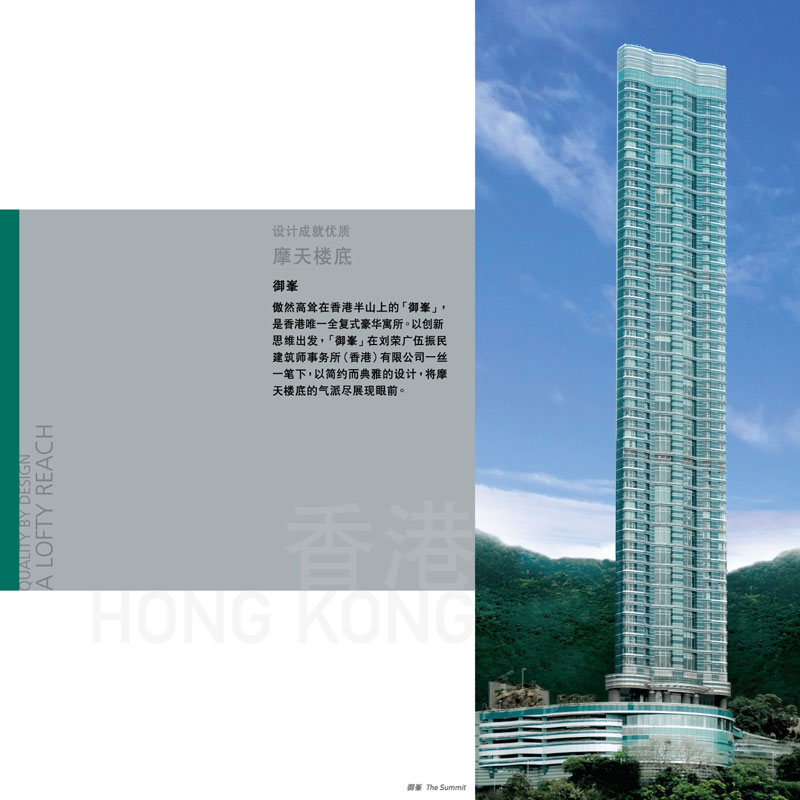 设计成就优质
摩天楼底
御峯
傲然高耸在香港半山上的「御峯」，
是香港唯一全复式豪华寓所。以创新
思维出发，「御峯」在刘荣广伍振民
建筑师事务所（香港）有限公司一丝
一笔下，以简约而典雅的设计，将摩
天楼底的气派尽展现眼前。
QUALITY BY DESIGN
A LOFTY REACH
香港
HONG KONG
御峯 The Summit